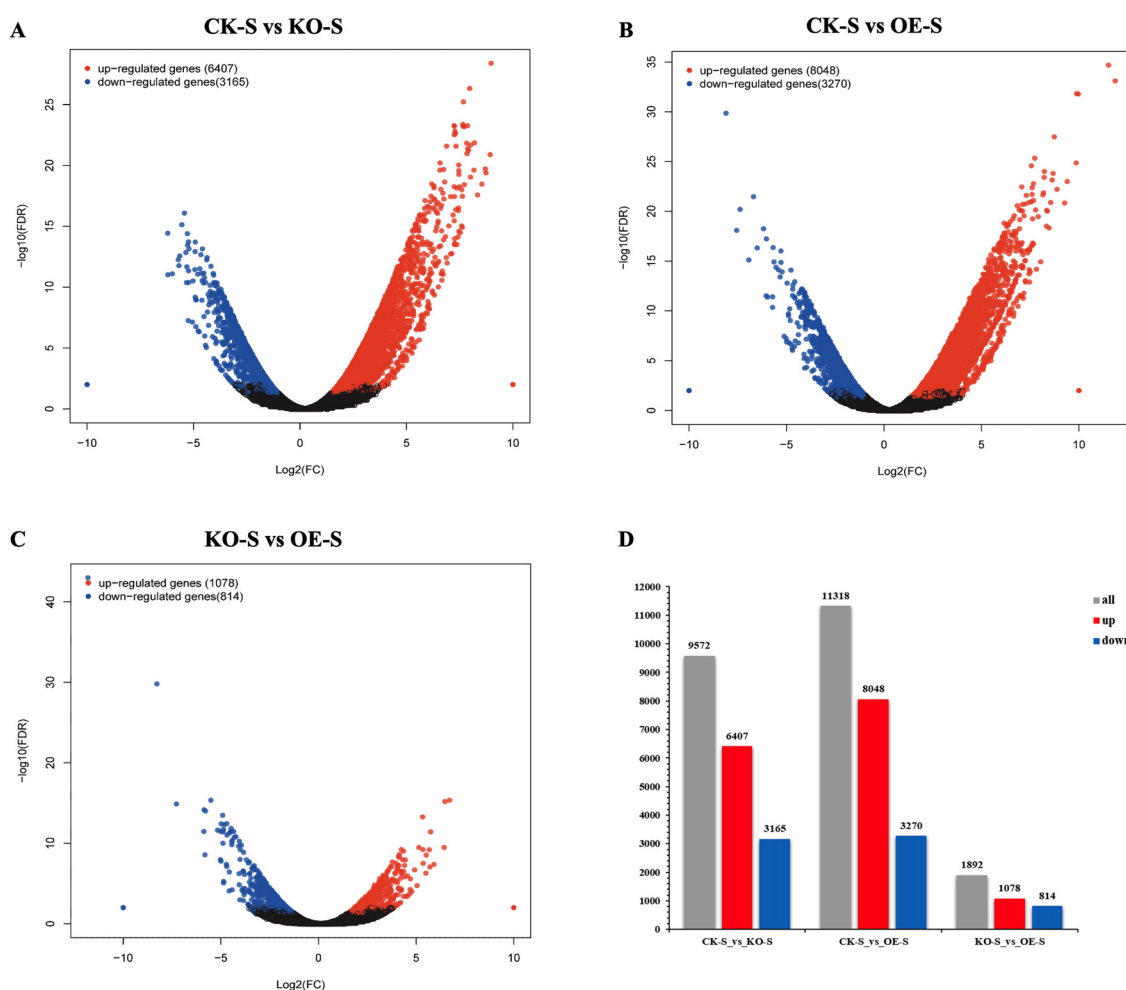 A
CK-S vs KO-S
up-regulated genes (6407)
down-regulated genes(3165)
25
20
15
10
5
0
-log10(FDR)
-10
-5
0
5
10
Log2(FC)
B
CK-S vs OE-S
up-regulated genes (8048)
down-regulated genes(3270)
35
30
25
20
15
10
5
0
-log10(FDR)
-10
-5
0
5
10
Log2(FC)
C
KO-S vs OE-S
up-regulated genes (1078)
down-regulated genes(814)
40
30
20
10
0
-log10(FDR)
-10
-5
0
5
10
Log2(FC)
D
12000
11000
10000
9000
8000
7000
6000
5000
4000
3000
2000
1000
0
9572
6407
3165
11318
8048
3270
1892
1078
814
CK-S_vs_KO-S
CK-S_vs_OE-S
KO-S_vs_OE-S
all
up
down